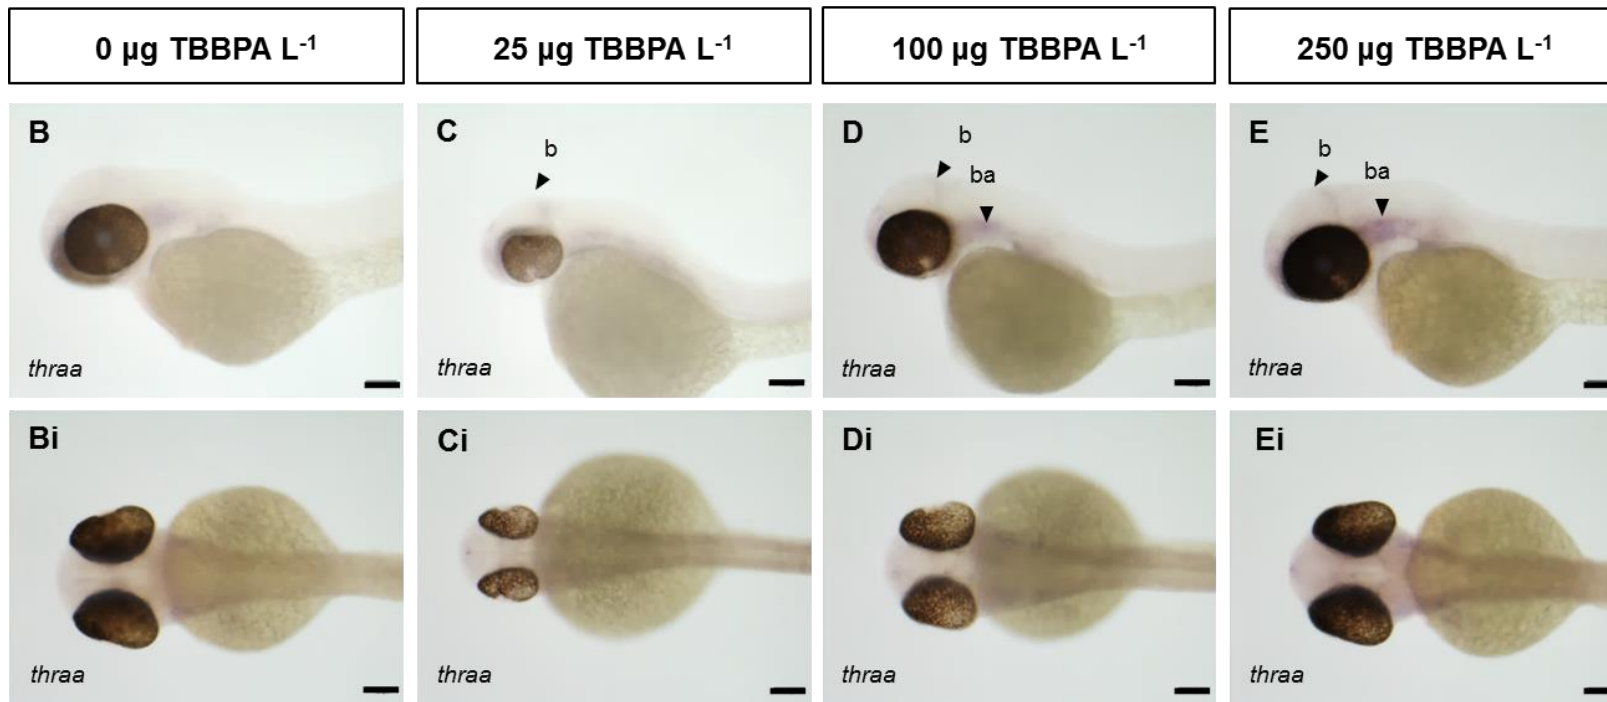 0 µg TBBPA L⁻¹
25 µg TBBPA L⁻¹
100 µg TBBPA L⁻¹
250 µg TBBPA L⁻¹
B
thraa
C
b
thraa
D
b
ba
thraa
E
b
ba
Bi
thraa
Ci
thraa
Di
thraa
Ei
thraa